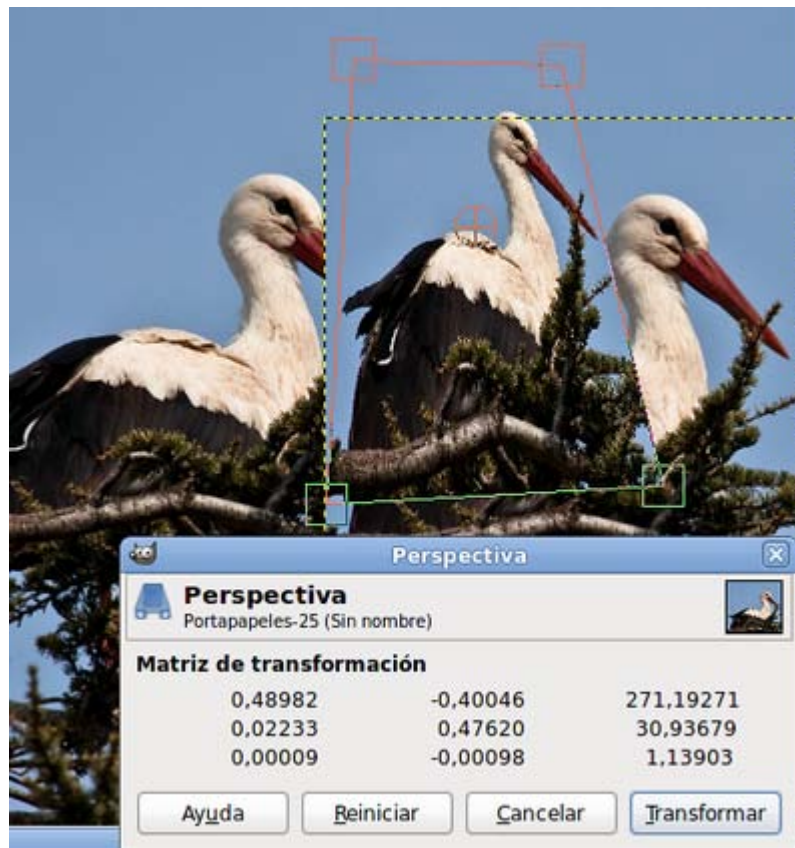 Perspectiva
Perspectiva
Portapapeles-25 (Sin nombre)
Matriz de transformación
0,48982 -0,40046 271,19271
0,02233 0,47620 30,93679
0,00009 -0,00098 1,13903
Ayuda Reiniciar Cancelar Transformar